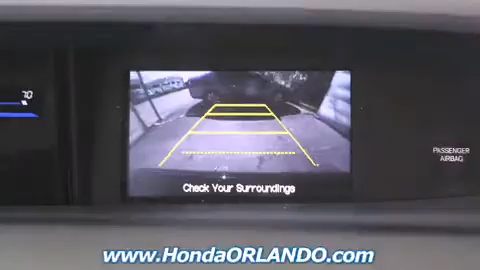 70
Check Your Surroundings
PASSENGER
AIRBAG
www.HondaORLANDO.com